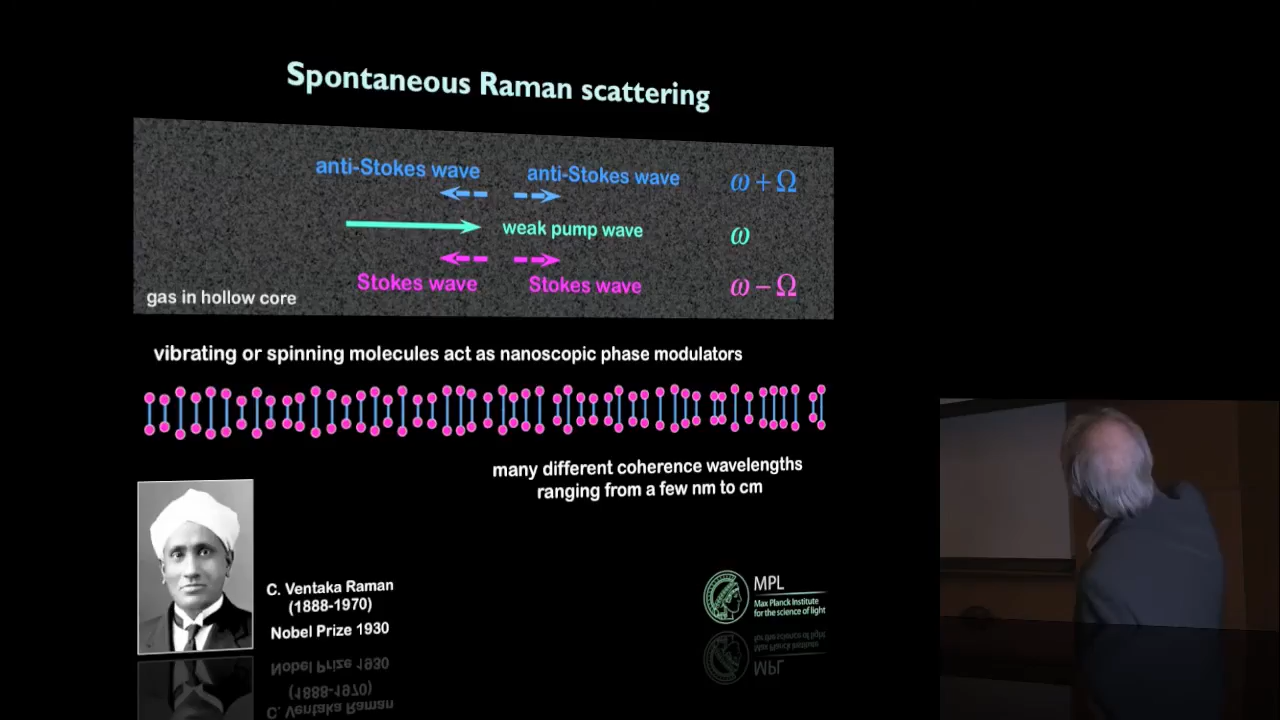 Spontaneous Raman scattering
anti-Stokes wave
anti-Stokes wave
ω + Ω
weak pump wave
ω
Stokes wave
Stokes wave
ω − Ω
gas in hollow core
vibrating or spinning molecules act as nanoscopic phase modulators
many different coherence wavelengths
ranging from a few nm to cm
C. Ventaka Raman
(1888-1970)
Nobel Prize 1930
MPL
Max Planck Institute
for the science of light